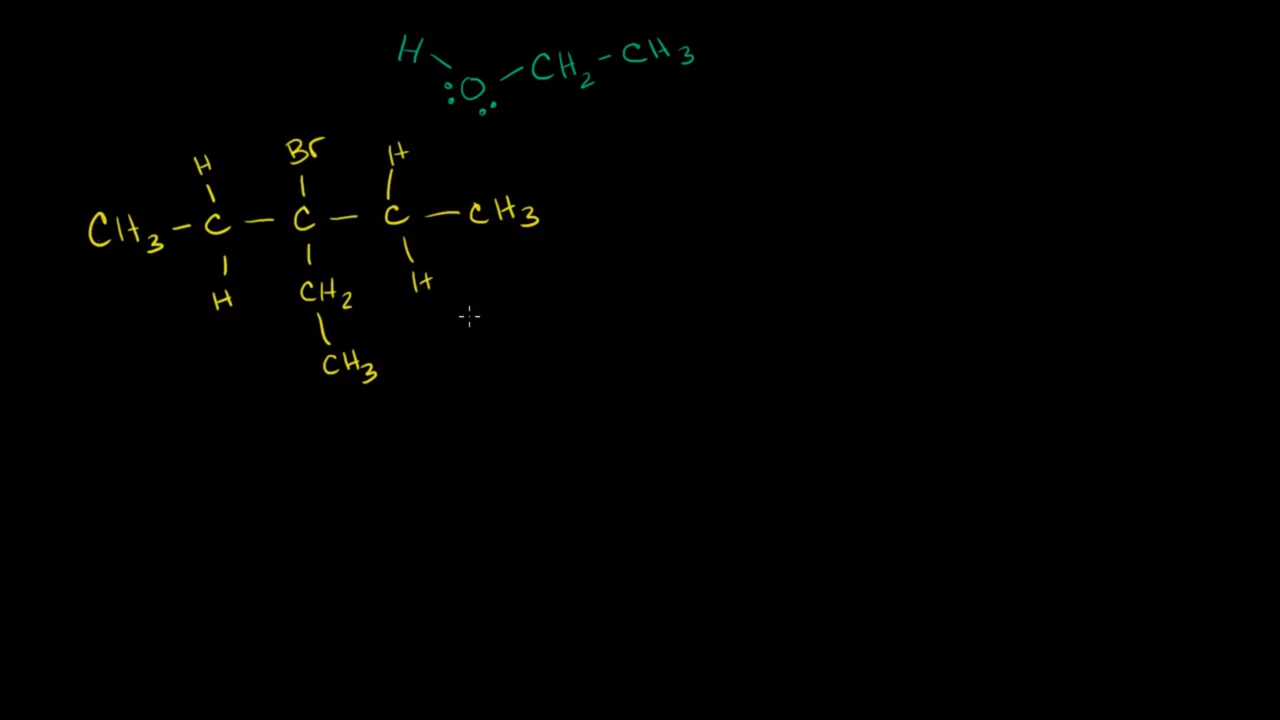 H
:O: — CH2 - CH3
H Br H
CH3 - C — C — C — CH3
H CH2 H
CH3